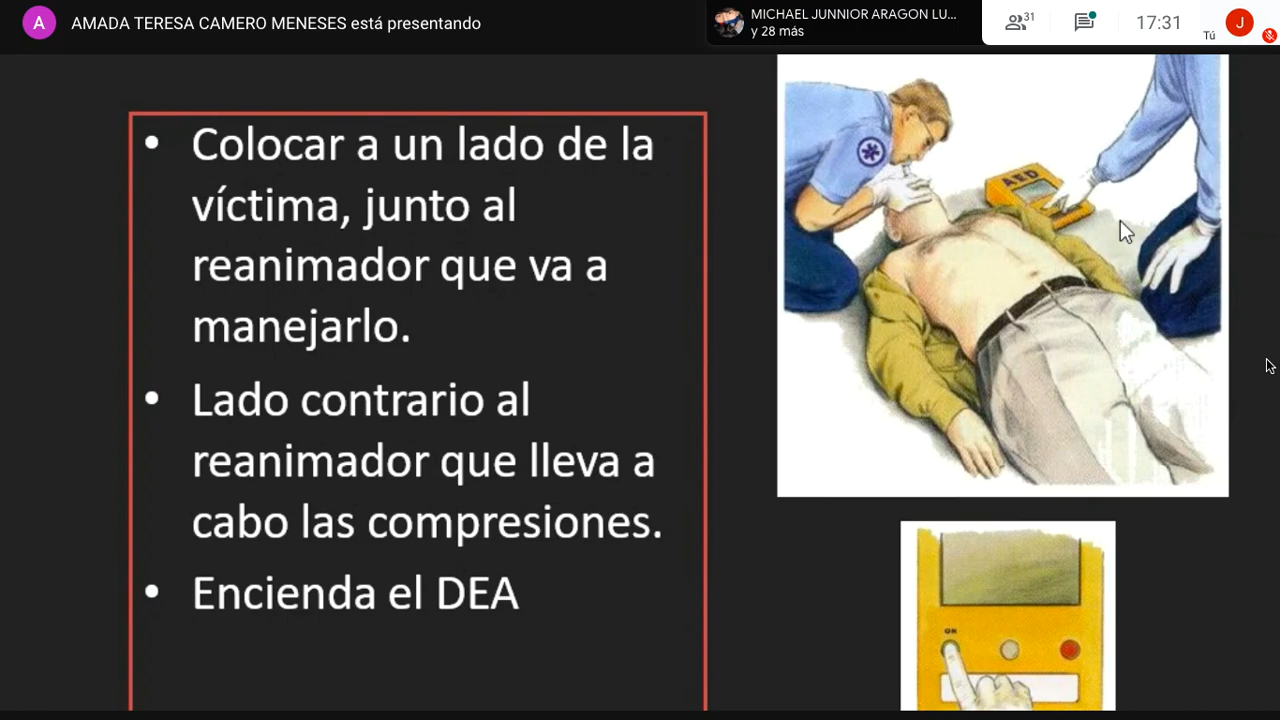 A AMADA TERESA CAMERO MENESES está presentando
MICHAEL JUNNIOR ARAGON LU...
y 28 más
31
17:31
Tú
J
• Colocar a un lado de la
víctima, junto al
reanimador que va a
manejarlo.
• Lado contrario al
reanimador que lleva a
cabo las compresiones.
• Encienda el DEA
AED
ON